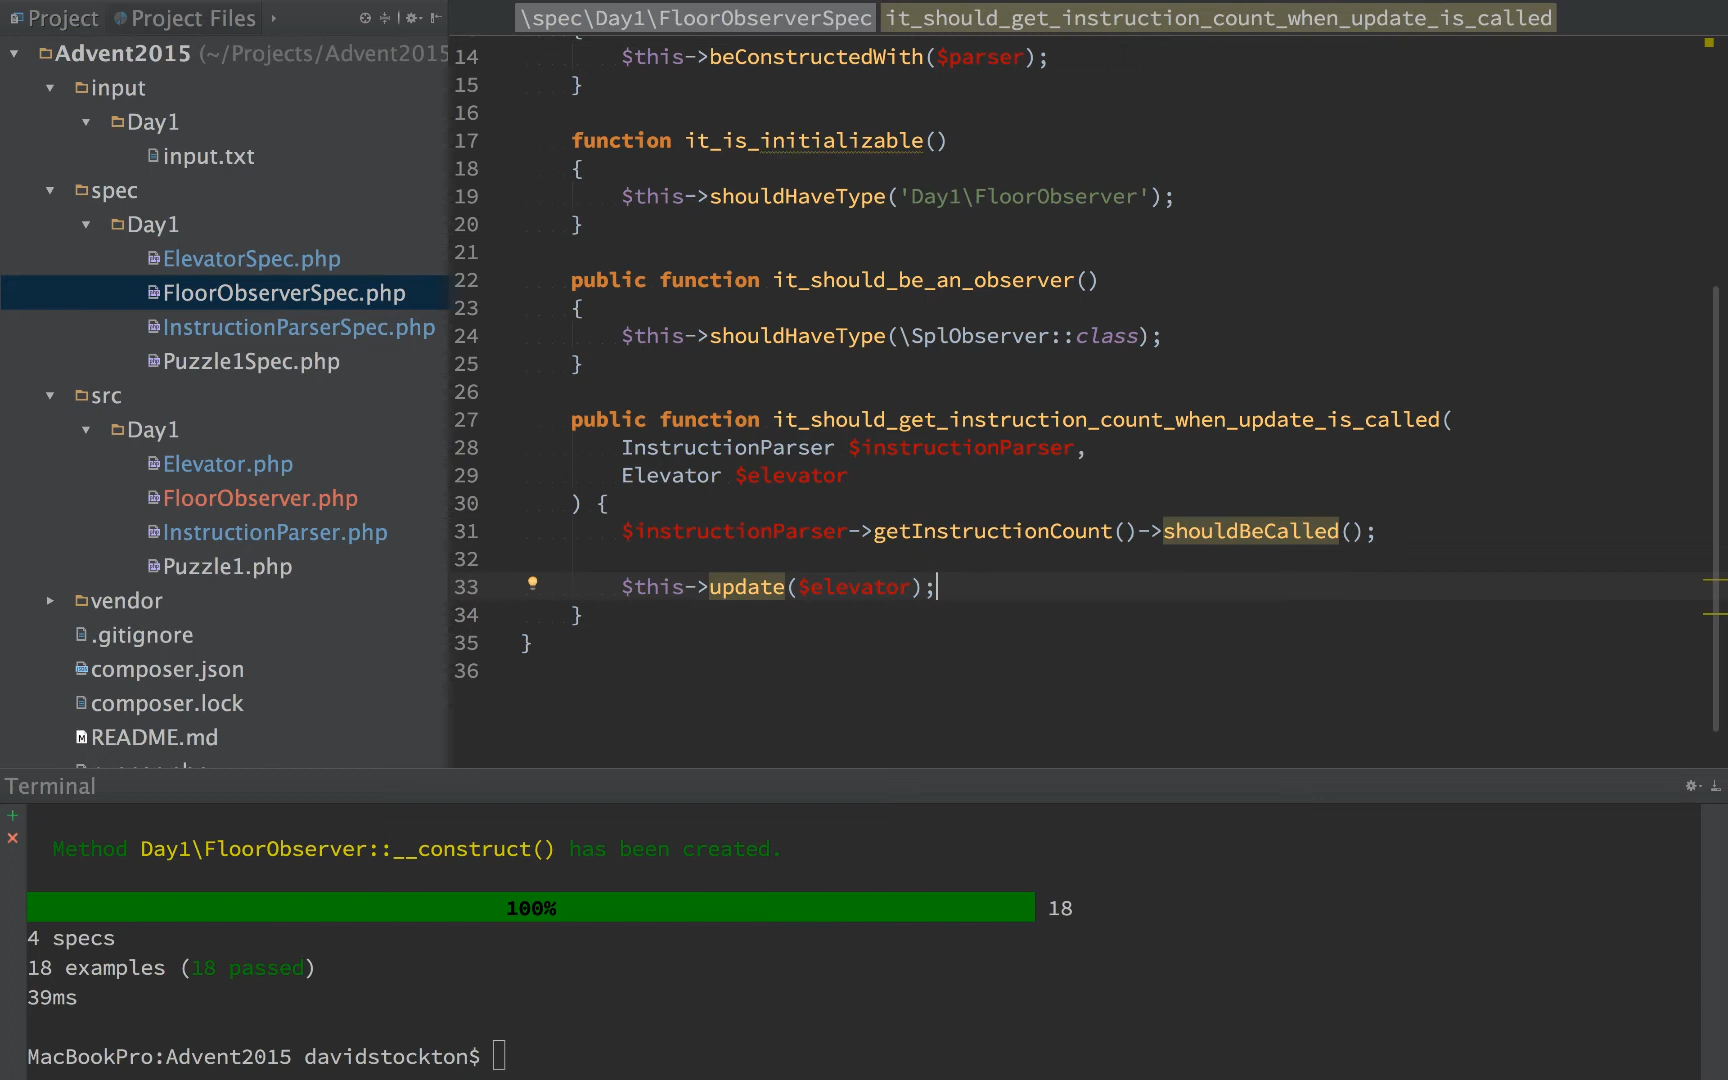 Project Project Files
\spec\Day1\FloorObserverSpec it_should_get_instruction_count_when_update_is_called
Advent2015 (~/Projects/Advent2015
input
Day1
input.txt
spec
Day1
ElevatorSpec.php
FloorObserverSpec.php
InstructionParserSpec.php
Puzzle1Spec.php
src
Day1
Elevator.php
FloorObserver.php
InstructionParser.php
Puzzle1.php
vendor
.gitignore
composer.json
composer.lock
README.md
14 $this->beConstructedWith($parser);
15 }
16
17 function it_is_initializable()
18 {
19 $this->shouldHaveType('Day1\FloorObserver');
20 }
21
22 public function it_should_be_an_observer()
23 {
24 $this->shouldHaveType(\SplObserver::class);
25 }
26
27 public function it_should_get_instruction_count_when_update_is_called(
28 InstructionParser $instructionParser,
29 Elevator $elevator
30 ) {
31 $instructionParser->getInstructionCount()->shouldBeCalled();
32
33 $this->update($elevator);
34 }
35 }
36
Terminal
Method Day1\FloorObserver::__construct() has been created.
100% 18
4 specs
18 examples (18 passed)
39ms
MacBookPro:Advent2015 davidstockton$